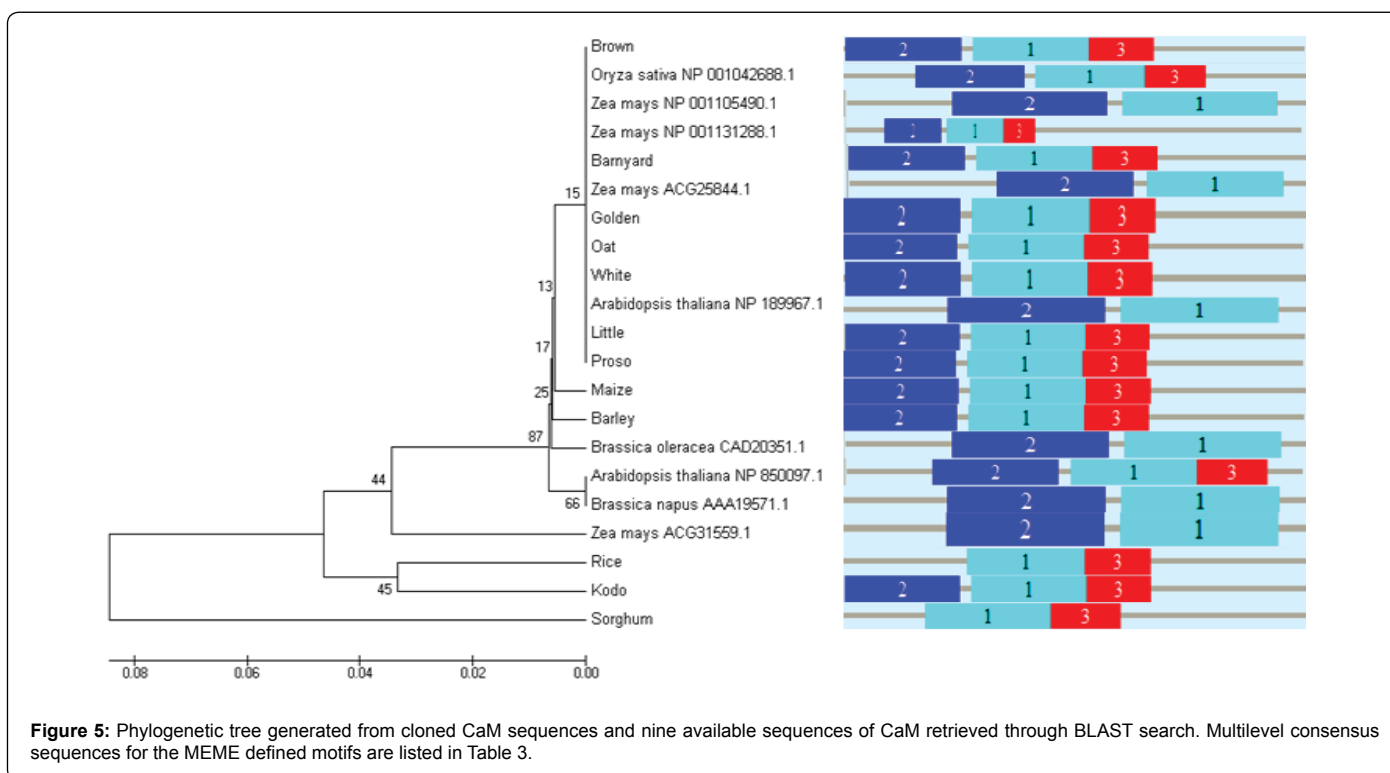 Brown
2 1 3
Oryza sativa NP 001042688.1
2 1 3
Zea mays NP 001105490.1
2 1
Zea mays NP 001131288.1
2 1 3
Barnyard
2 1 3
15 Zea mays ACG25844.1
2 1
Golden
2 1 3
Oat
2 1 3
White
2 1 3
13
Arabidopsis thaliana NP 189967.1
2 1
Little
2 1 3
17
Proso
2 1 3
25 Maize
2 1 3
Barley
2 1 3
87 Brassica oleracea CAD20351.1
2 1
44 Arabidopsis thaliana NP 850097.1
2 1 3
66 Brassica napus AAA19571.1
2 1
Zea mays ACG31559.1
2 1
Rice
1 3
45 Kodo
2 1 3
Sorghum
1 3
0.08 0.06 0.04 0.02 0.00
Figure 5: Phylogenetic tree generated from cloned CaM sequences and nine available sequences of CaM retrieved through BLAST search. Multilevel consensus
sequences for the MEME defined motifs are listed in Table 3.